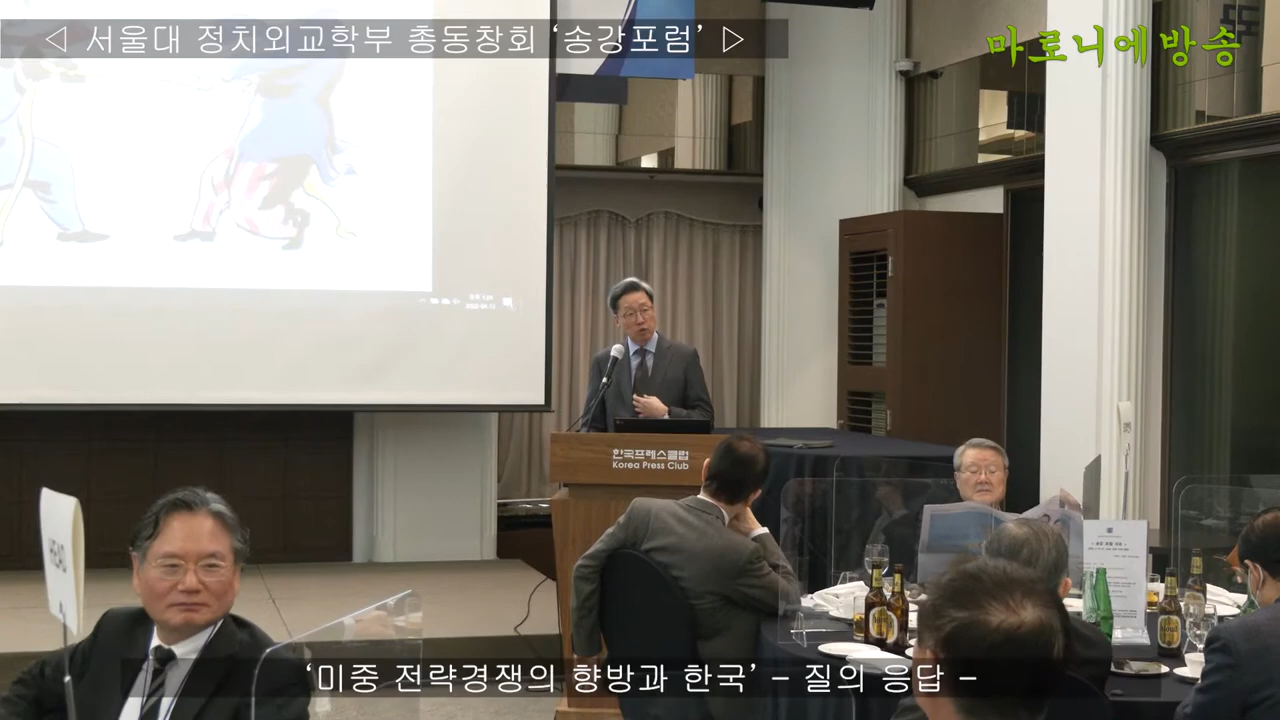 ◁ 서울대 정치외교학부 총동창회 ‘송강포럼’ ▷
마로니에방송
한국프레스클럽
Korea Press Club
HEAD
‘미중 전략경쟁의 향방과 한국’ - 질의 응답 -